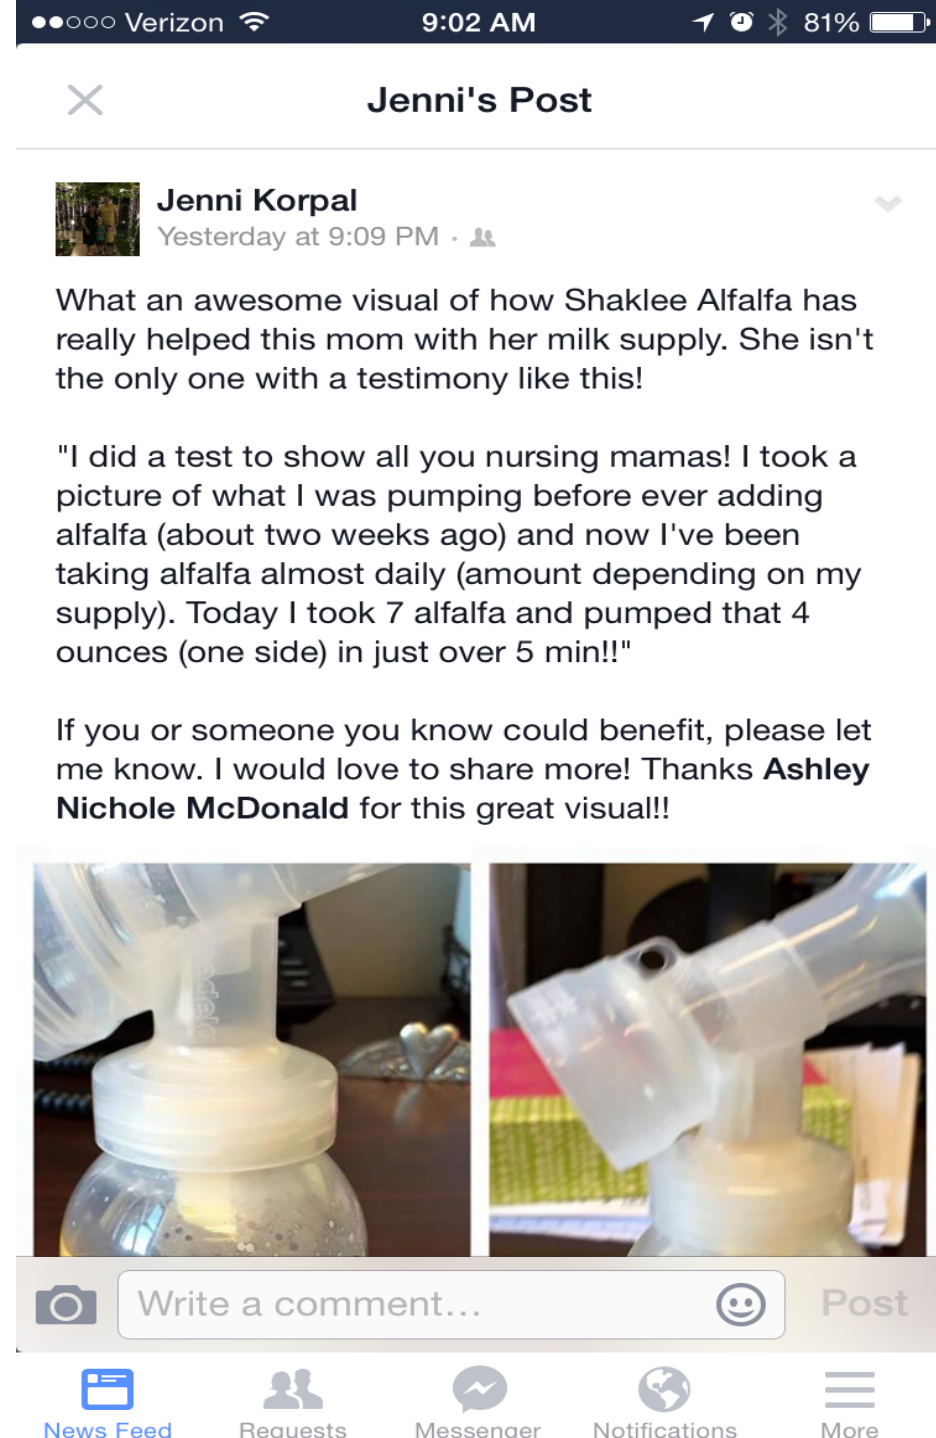 Verizon 9:02 AM 81%
Jenni's Post
Jenni Korpal
Yesterday at 9:09 PM ·
What an awesome visual of how Shaklee Alfalfa has
really helped this mom with her milk supply. She isn't
the only one with a testimony like this!
"I did a test to show all you nursing mamas! I took a
picture of what I was pumping before ever adding
alfalfa (about two weeks ago) and now I've been
taking alfalfa almost daily (amount depending on my
supply). Today I took 7 alfalfa and pumped that 4
ounces (one side) in just over 5 min!!"
If you or someone you know could benefit, please let
me know. I would love to share more! Thanks Ashley
Nichole McDonald for this great visual!!
medela
Write a comment... Post
News Feed Requests Messenger Notifications More